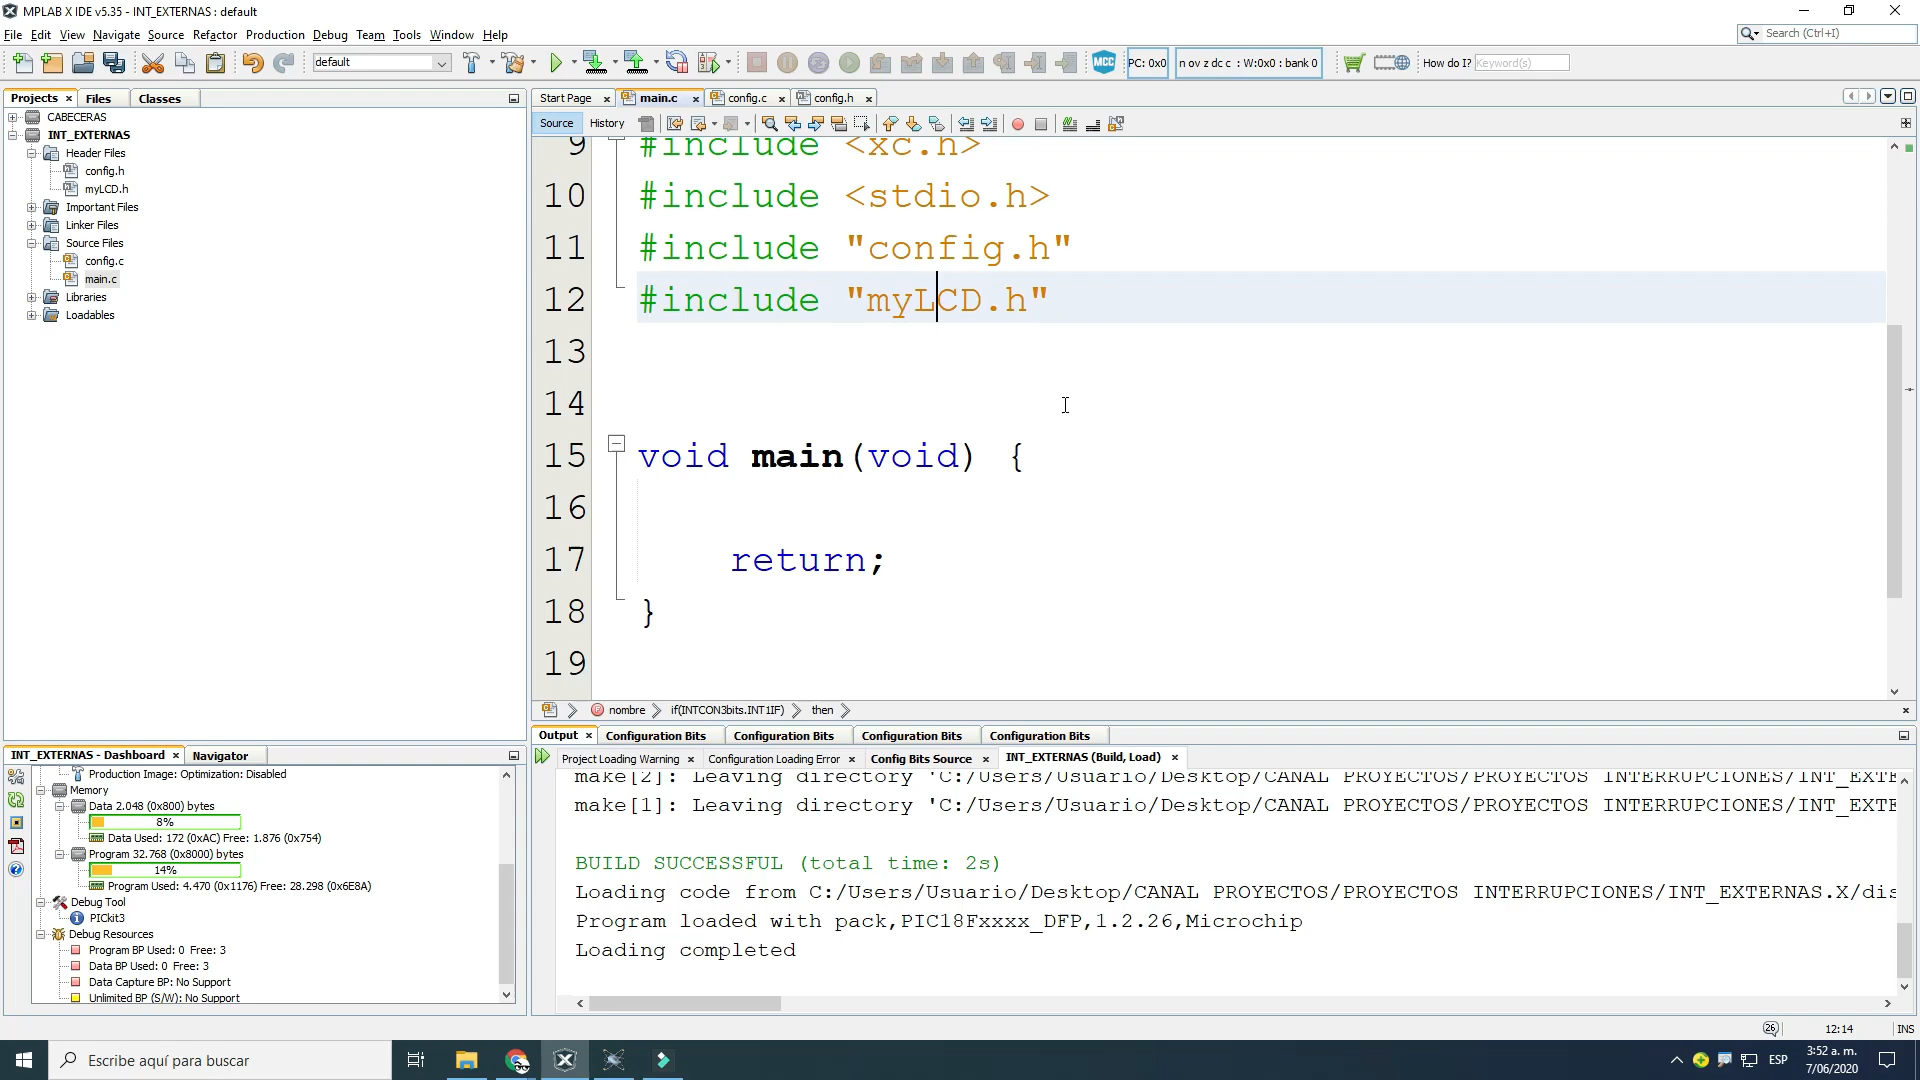 MPLAB X IDE v5.35 - INT_EXTERNAS : default
File Edit View Navigate Source Refactor Production Debug Team Tools Window Help
Search (Ctrl+I)
default
MCC
PC: 0x0
n ov z dc c : W:0x0 : bank 0
How do I?
Keyword(s)
Projects
Files
Classes
CABECERAS
INT_EXTERNAS
Header Files
config.h
myLCD.h
Important Files
Linker Files
Source Files
config.c
main.c
Libraries
Loadables
Start Page
main.c
config.c
config.h
Source
History
9 #include <xc.h>
10 #include <stdio.h>
11 #include "config.h"
12 #include "myLCD.h"
13
14
15 void main(void) {
16
17 return;
18 }
19
nombre
if(INTCON3bits.INT1IF)
then
INT_EXTERNAS - Dashboard
Navigator
Production Image: Optimization: Disabled
Memory
Data 2.048 (0x800) bytes
8%
Data Used: 172 (0xAC) Free: 1.876 (0x754)
Program 32.768 (0x8000) bytes
14%
Program Used: 4.470 (0x1176) Free: 28.298 (0x6E8A)
Debug Tool
PICkit3
Debug Resources
Program BP Used: 0 Free: 3
Data BP Used: 0 Free: 3
Data Capture BP: No Support
Unlimited BP (S/W): No Support
Output
Configuration Bits
Configuration Bits
Configuration Bits
Configuration Bits
Project Loading Warning
Configuration Loading Error
Config Bits Source
INT_EXTERNAS (Build, Load)
make[2]: Leaving directory 'C:/Users/Usuario/Desktop/CANAL PROYECTOS/PROYECTOS INTERRUPCIONES/INT_EXTE
make[1]: Leaving directory 'C:/Users/Usuario/Desktop/CANAL PROYECTOS/PROYECTOS INTERRUPCIONES/INT_EXTE
BUILD SUCCESSFUL (total time: 2s)
Loading code from C:/Users/Usuario/Desktop/CANAL PROYECTOS/PROYECTOS INTERRUPCIONES/INT_EXTERNAS.X/dis
Program loaded with pack,PIC18Fxxxx_DFP,1.2.26,Microchip
Loading completed
26
12:14
INS
Escribe aquí para buscar
ESP
3:52 a. m.
7/06/2020